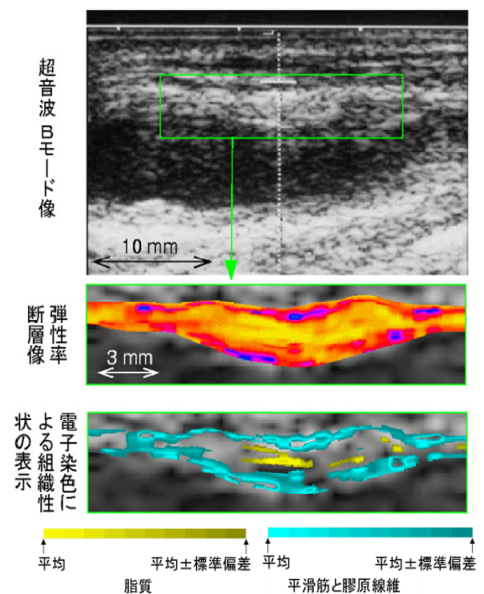 超音波Bモード像
10 mm
弾性率
断層像
3 mm
電子染色に
よる組織性
状の表示
平均
平均±標準偏差
平均
平均±標準偏差
脂質
平滑筋と膠原線維